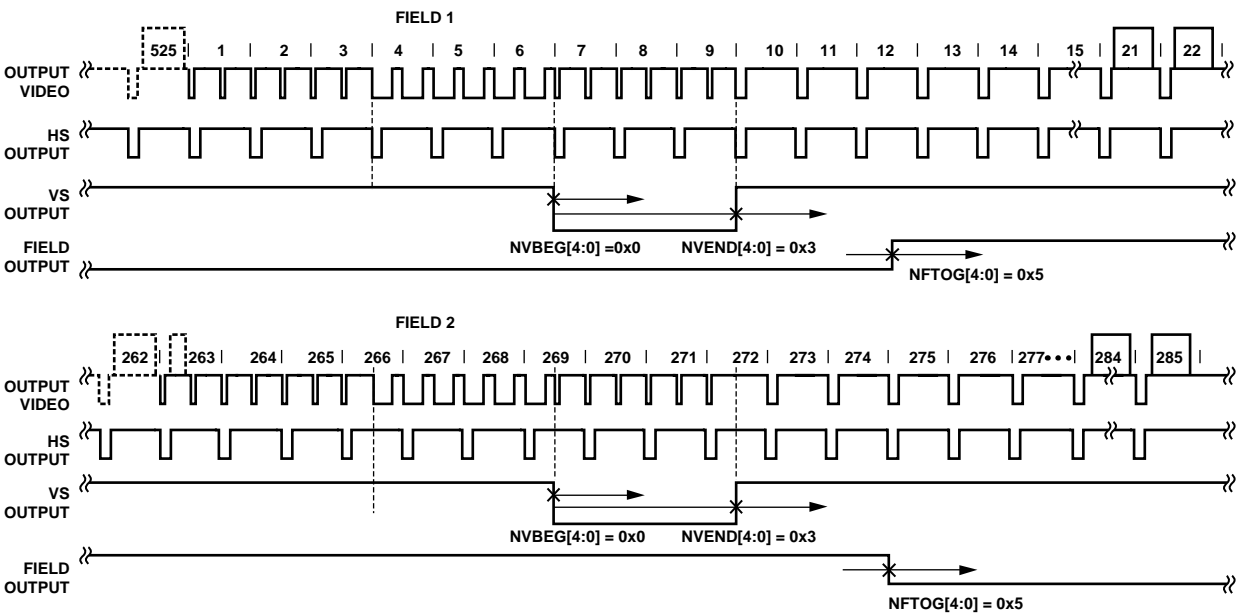 FIELD 1
525 | 1 | 2 | 3 | 4 | 5 | 6 | 7 | 8 | 9 | 10 | 11 | 12 | 13 | 14 | 15 21 22
OUTPUT
VIDEO
HS
OUTPUT
VS
OUTPUT
NVBEG[4:0] =0x0 NVEND[4:0] = 0x3
FIELD
OUTPUT
NFTOG[4:0] = 0x5
FIELD 2
262 263 | 264 | 265 | 266 | 267 | 268 | 269 | 270 | 271 | 272 | 273 | 274 | 275 | 276 | 277••• | 284 285 |
OUTPUT
VIDEO
HS
OUTPUT
VS
OUTPUT
NVBEG[4:0] = 0x0 NVEND[4:0] = 0x3
FIELD
OUTPUT
NFTOG[4:0] = 0x5